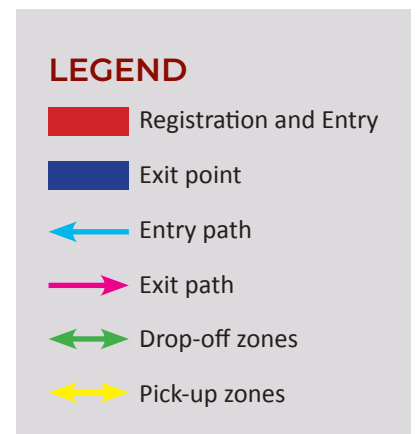 LEGEND
Registration and Entry
Exit point
Entry path
Exit path
Drop-off zones
Pick-up zones